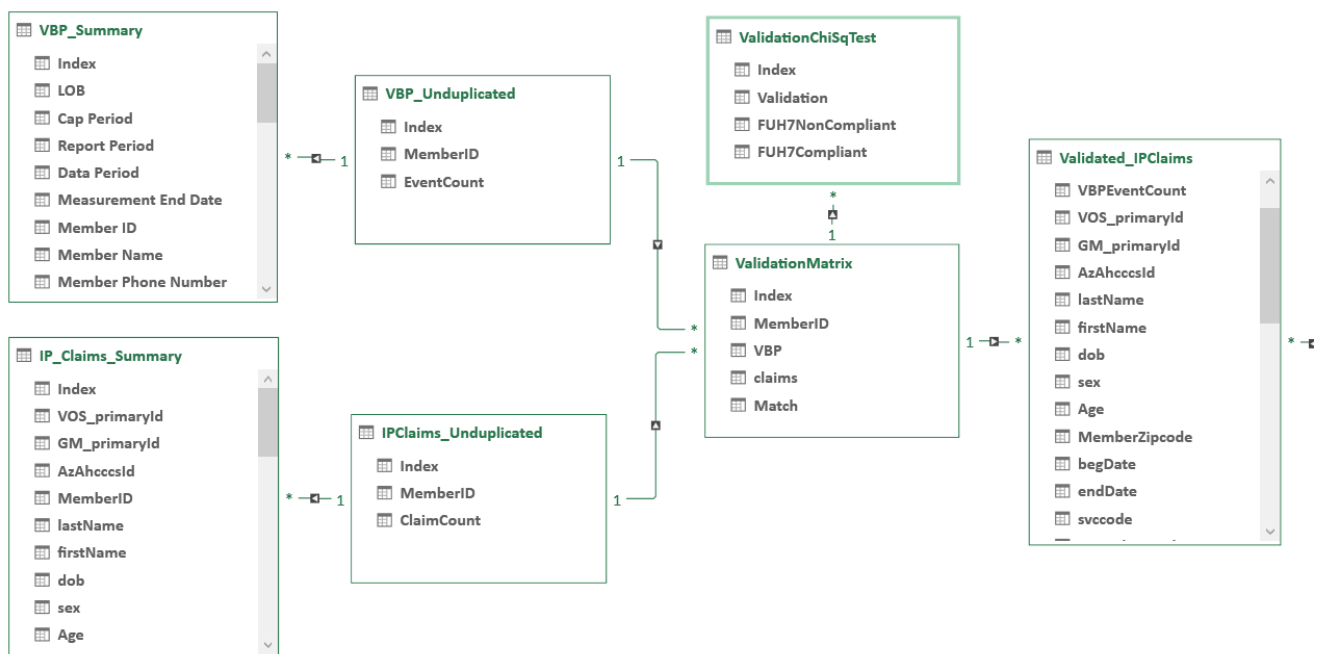 VBP_Summary
Index
LOB
Cap Period
Report Period
Data Period
Measurement End Date
Member ID
Member Name
Member Phone Number
* 1
VBP_Unduplicated
Index
MemberID
EventCount
1
*
ValidationChiSqTest
Index
Validation
FUH7NonCompliant
FUH7Compliant
*
1
ValidationMatrix
Index
MemberID
VBP
claims
Match
1 *
Validated_IPClaims
VBPEventCount
VOS_primaryId
GM_primaryId
AzAhcccsId
lastName
firstName
dob
sex
Age
MemberZipcode
begDate
endDate
svccode
*
IP_Claims_Summary
Index
VOS_primaryId
GM_primaryId
AzAhcccsId
MemberID
lastName
firstName
dob
sex
Age
* 1
IPClaims_Unduplicated
Index
MemberID
ClaimCount
1
*